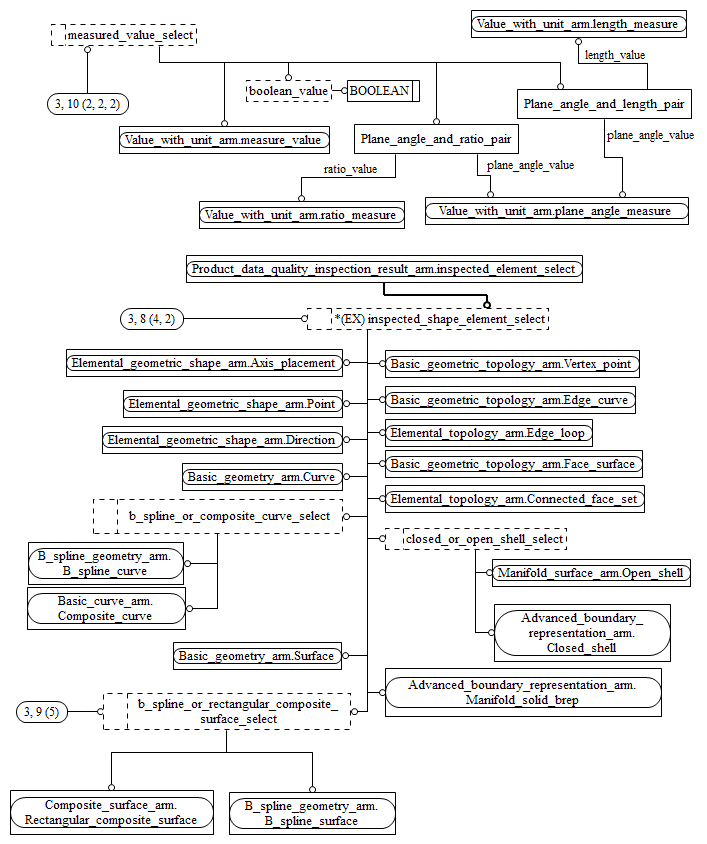 measured_value_select
Value_with_unit_arm.length_measure
length_value
3, 10 (2, 2, 2)
boolean_value
BOOLEAN
Plane_angle_and_length_pair
Value_with_unit_arm.measure_value
Plane_angle_and_ratio_pair
plane_angle_value
ratio_value
plane_angle_value
Value_with_unit_arm.ratio_measure
Value_with_unit_arm.plane_angle_measure
Product_data_quality_inspection_result_arm.inspected_element_select
3, 8 (4, 2)
*(EX) inspected_shape_element_select
Elemental_geometric_shape_arm.Axis_placement
Basic_geometric_topology_arm.Vertex_point
Elemental_geometric_shape_arm.Point
Basic_geometric_topology_arm.Edge_curve
Elemental_geometric_shape_arm.Direction
Elemental_topology_arm.Edge_loop
Basic_geometry_arm.Curve
Basic_geometric_topology_arm.Face_surface
Elemental_topology_arm.Connected_face_set
b_spline_or_composite_curve_select
closed_or_open_shell_select
B_spline_geometry_arm.
B_spline_curve
Manifold_surface_arm.Open_shell
Basic_curve_arm.
Composite_curve
Advanced_boundary_
representation_arm.
Closed_shell
Basic_geometry_arm.Surface
Advanced_boundary_representation_arm.
Manifold_solid_brep
3, 9 (5)
b_spline_or_rectangular_composite_
surface_select
Composite_surface_arm.
Rectangular_composite_surface
B_spline_geometry_arm.
B_spline_surface